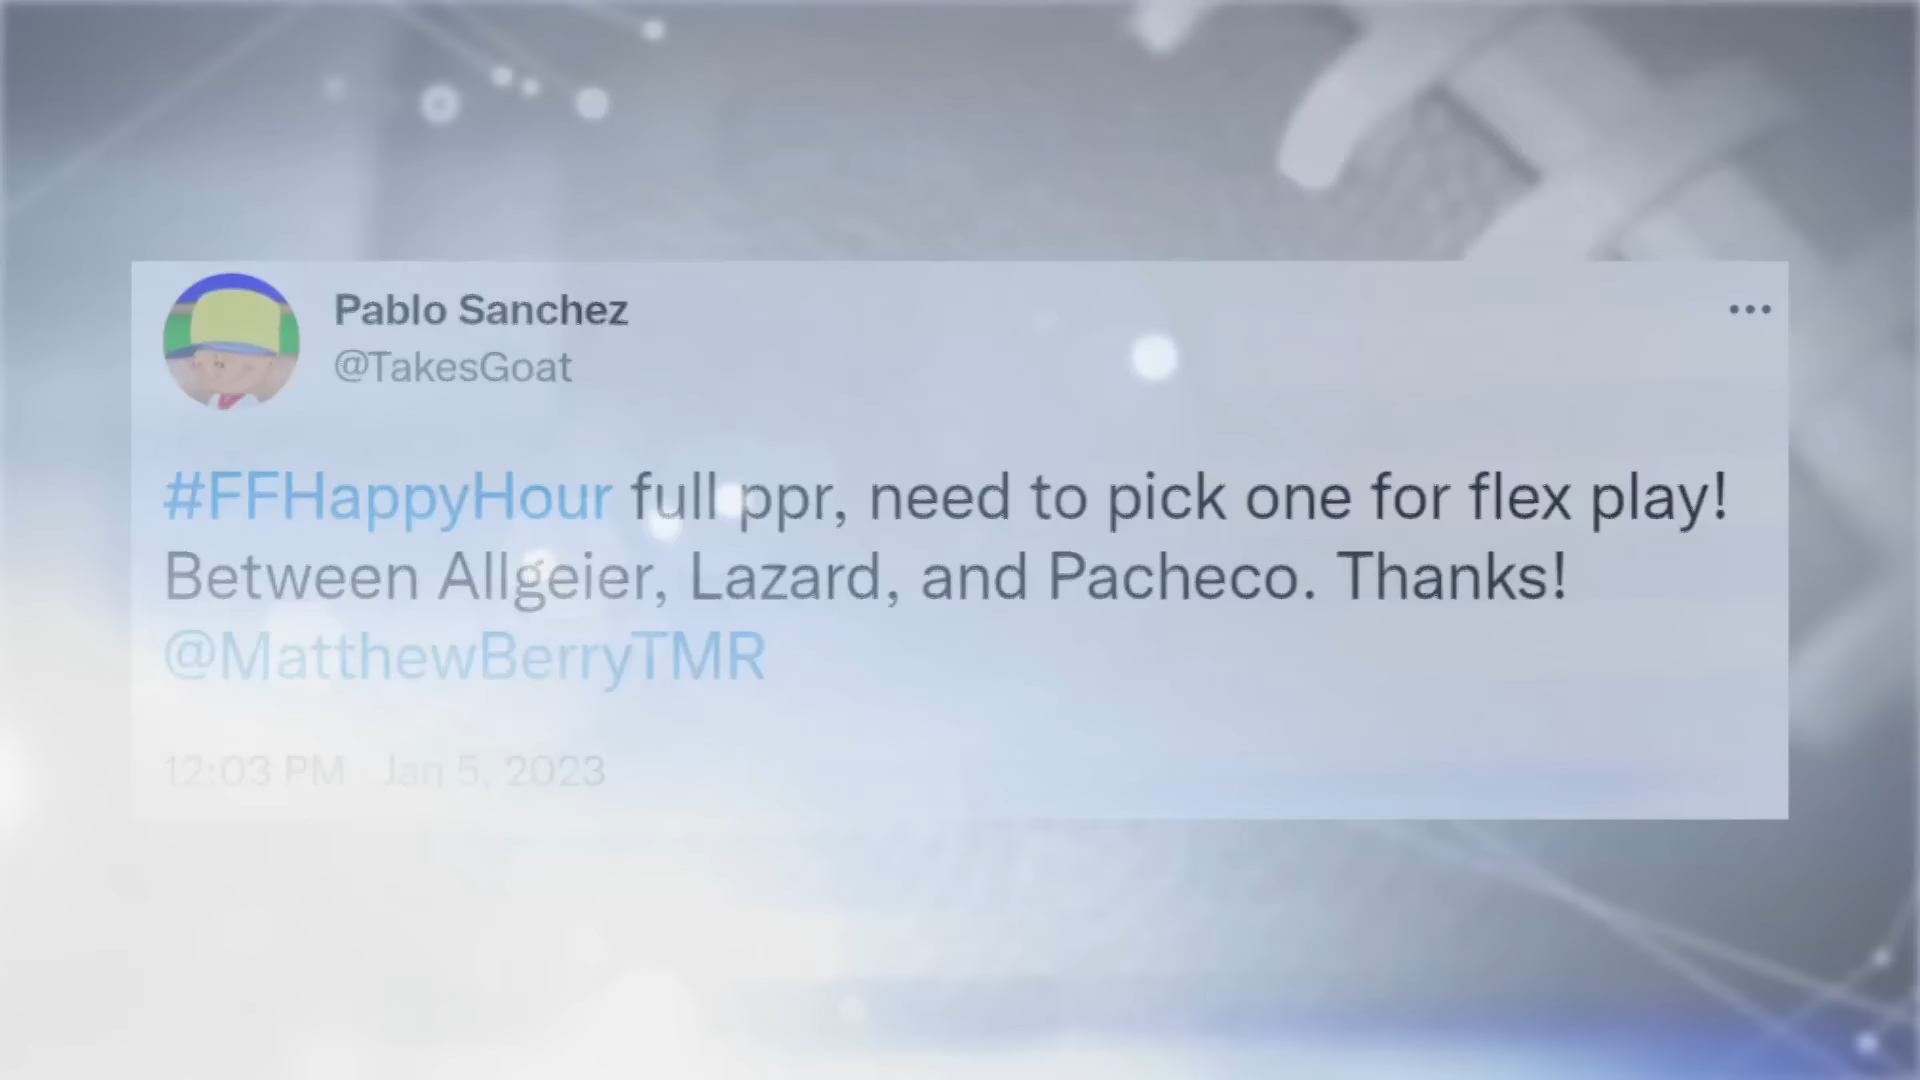 Pablo Sanchez
@TakesGoat
#FFHappyHour full ppr, need to pick one for flex play!
Between Allgeier, Lazard, and Pacheco. Thanks!
@MatthewBerryTMR
12:03 PM · Jan 5, 2023